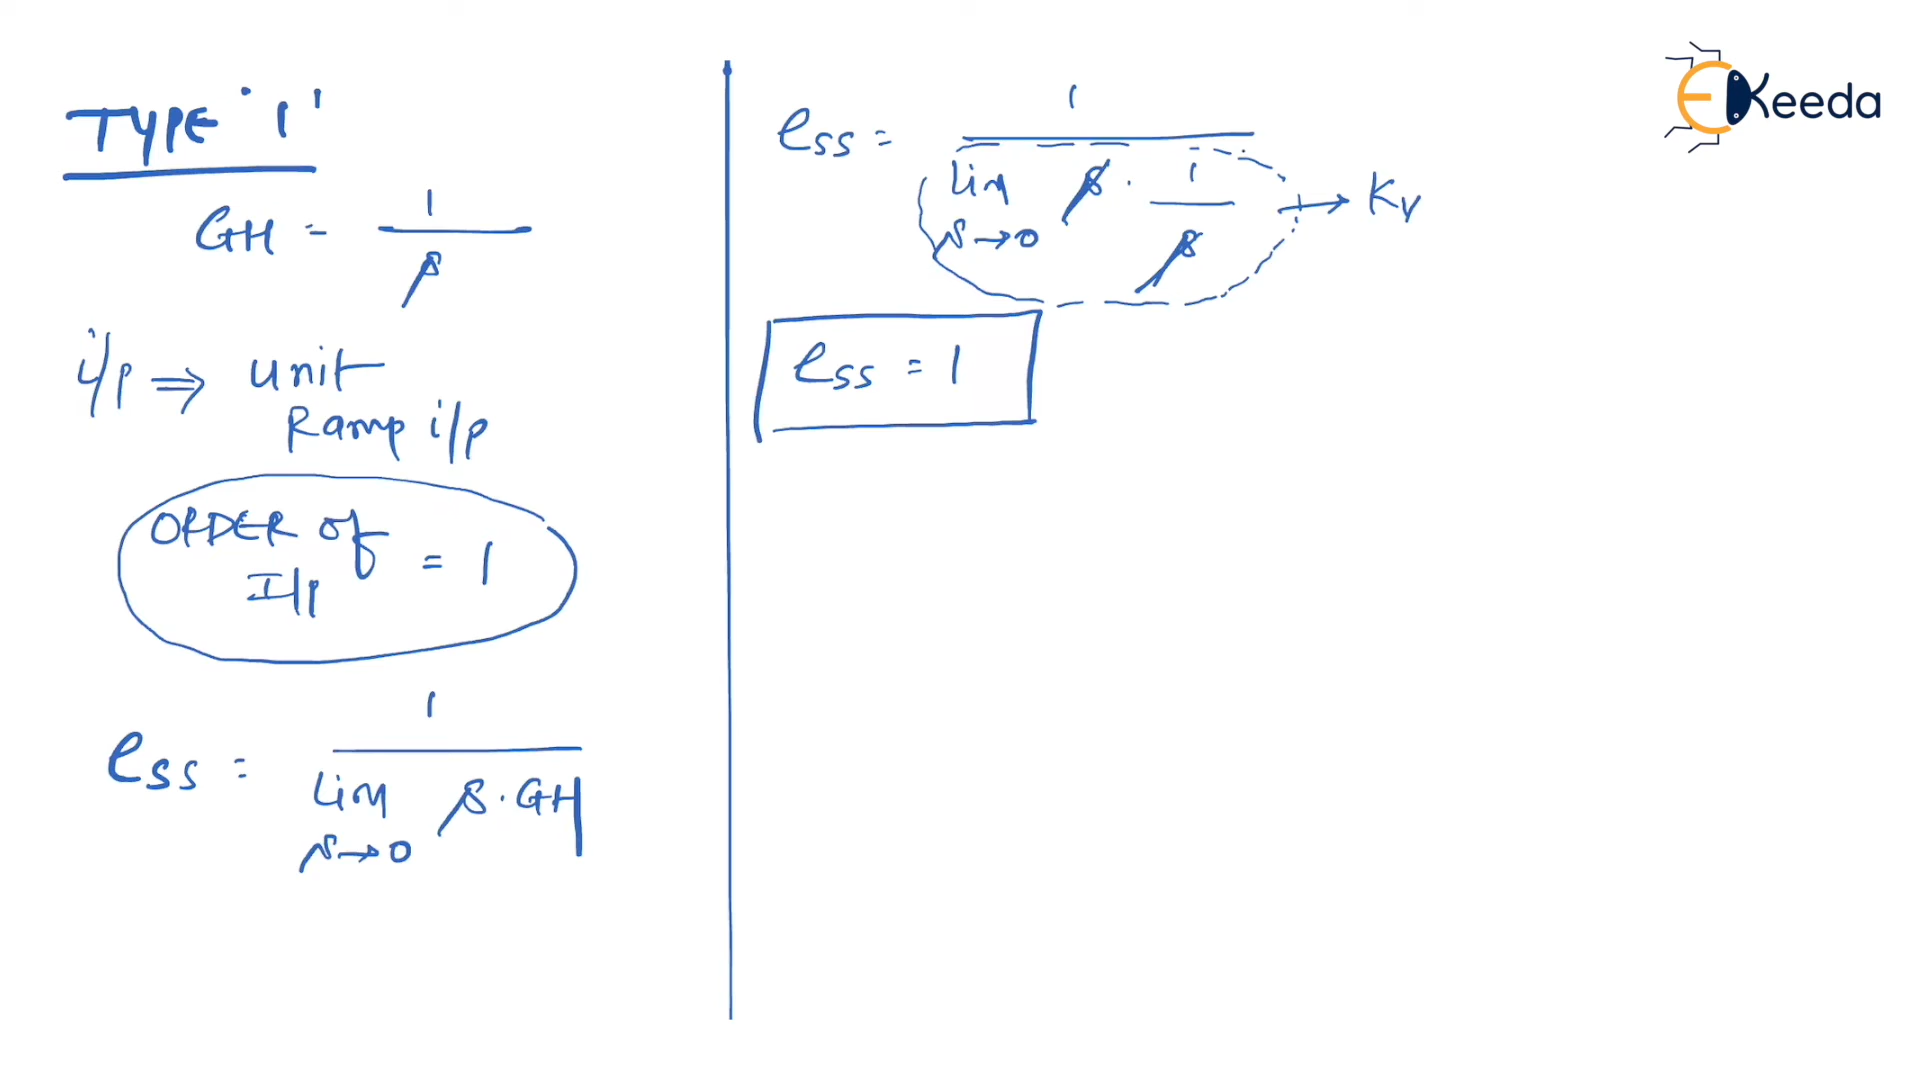 TYPE '1'
GH = 1/s
i/p ⇒ unit
Ramp i/p
ORDER of
I/p = 1
ess = 1
Lim s.GH
s→0
ess = 1
Lim s . 1/s → Kv
s→0
ess = 1
EKeeda